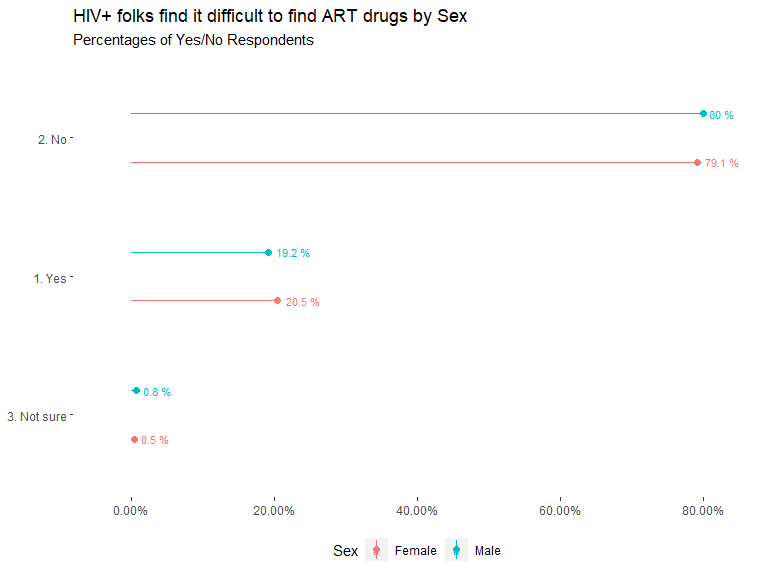 HIV+ folks find it difficult to find ART drugs by Sex
Percentages of Yes/No Respondents
80 %
2. No
79.1 %
19.2 %
1. Yes
20.5 %
0.8 %
3. Not sure
0.5 %
0.00% 20.00% 40.00% 60.00% 80.00%
Sex Female Male